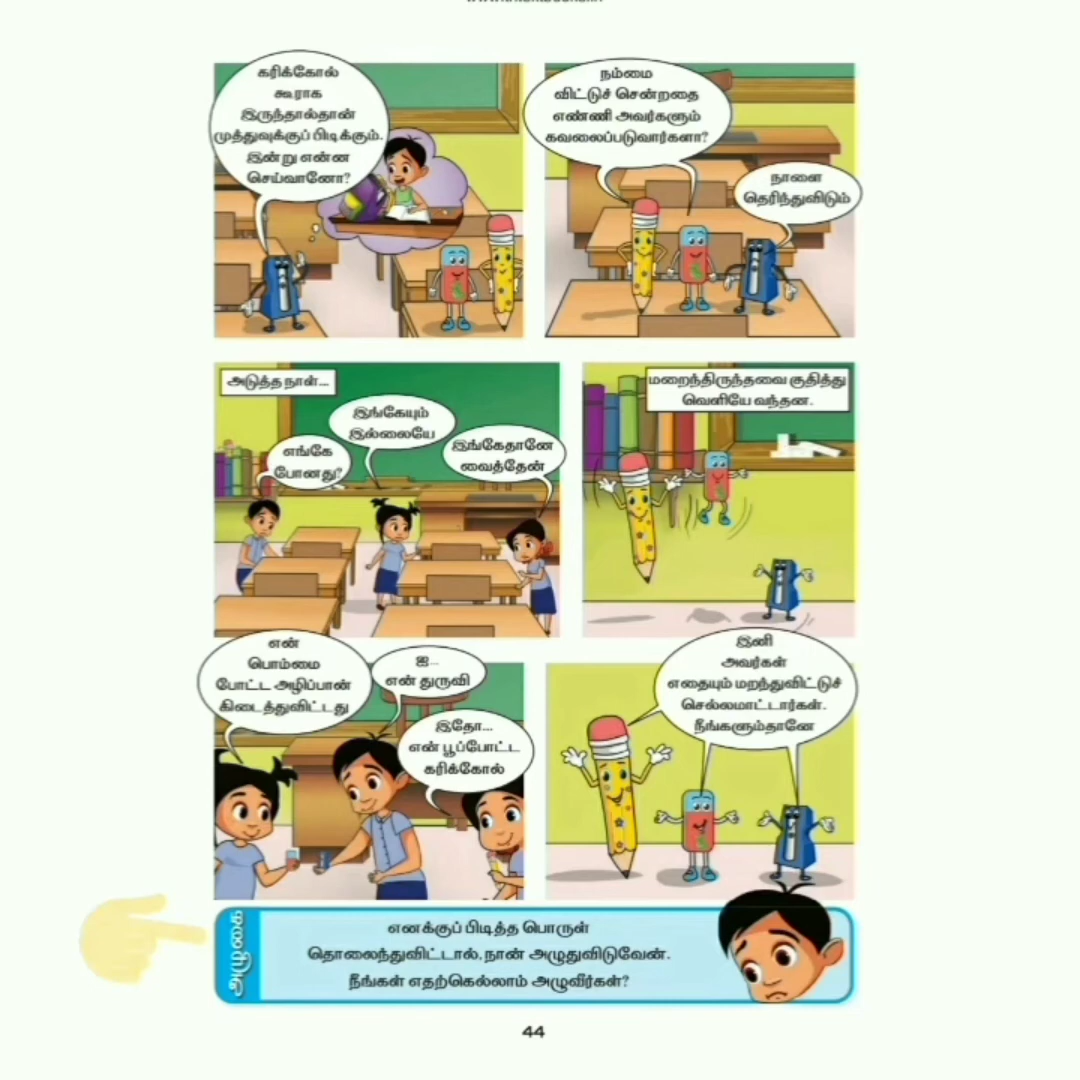 கரிக்கோல்
கூராக
இருந்தால்தான்
முத்துவுக்குப் பிடிக்கும்.
இன்று என்ன
செய்வானோ?
நம்மை
விட்டுச் சென்றதை
எண்ணி அவர்களும்
கவலைப்படுவார்களா?
நாளை
தெரிந்துவிடும்
அடுத்த நாள்...
எங்கே
போனது?
இங்கேயும்
இல்லையே
இங்கேதானே
வைத்தேன்
மறைந்திருந்தவை குதித்து
வெளியே வந்தன.
என்
பொம்மை
போட்ட அழிப்பான்
கிடைத்துவிட்டது
ஐ...
என் துருவி
இதோ...
என் பூப்போட்ட
கரிக்கோல்
இனி
அவர்கள்
எதையும் மறந்துவிட்டுச்
செல்லமாட்டார்கள்.
நீங்களும்தானே
அழுகை
எனக்குப் பிடித்த பொருள்
தொலைந்துவிட்டால், நான் அழுதுவிடுவேன்.
நீங்கள் எதற்கெல்லாம் அழுவீர்கள்?
44